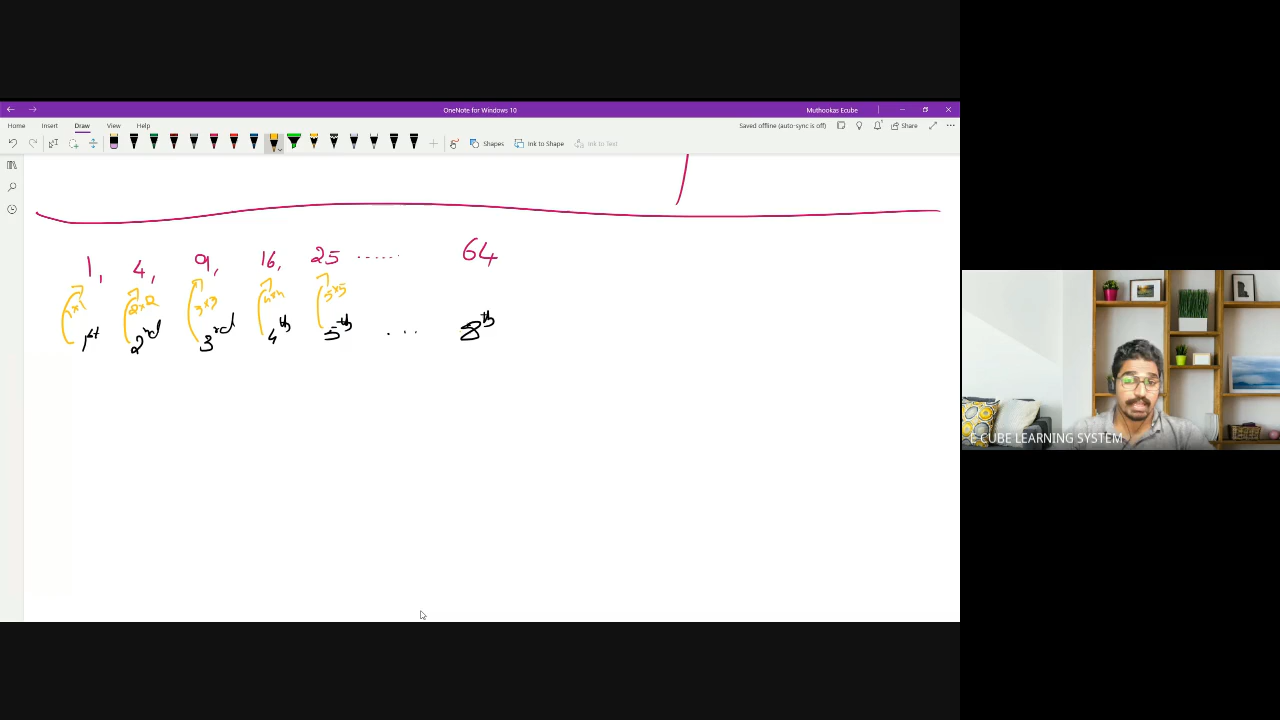 OneNote for Windows 10
Muthookas Ecube
Home Insert Draw View Help
Saved offline (auto-sync is off)
Share
Shapes
Ink to Shape
Ink to Text
1, 4, 9, 16, 25 ...... 64
1×1 2×2 3×3 4×4 5×5
1st 2nd 3rd 4th 5th ... 8th
E CUBE LEARNING SYSTEM